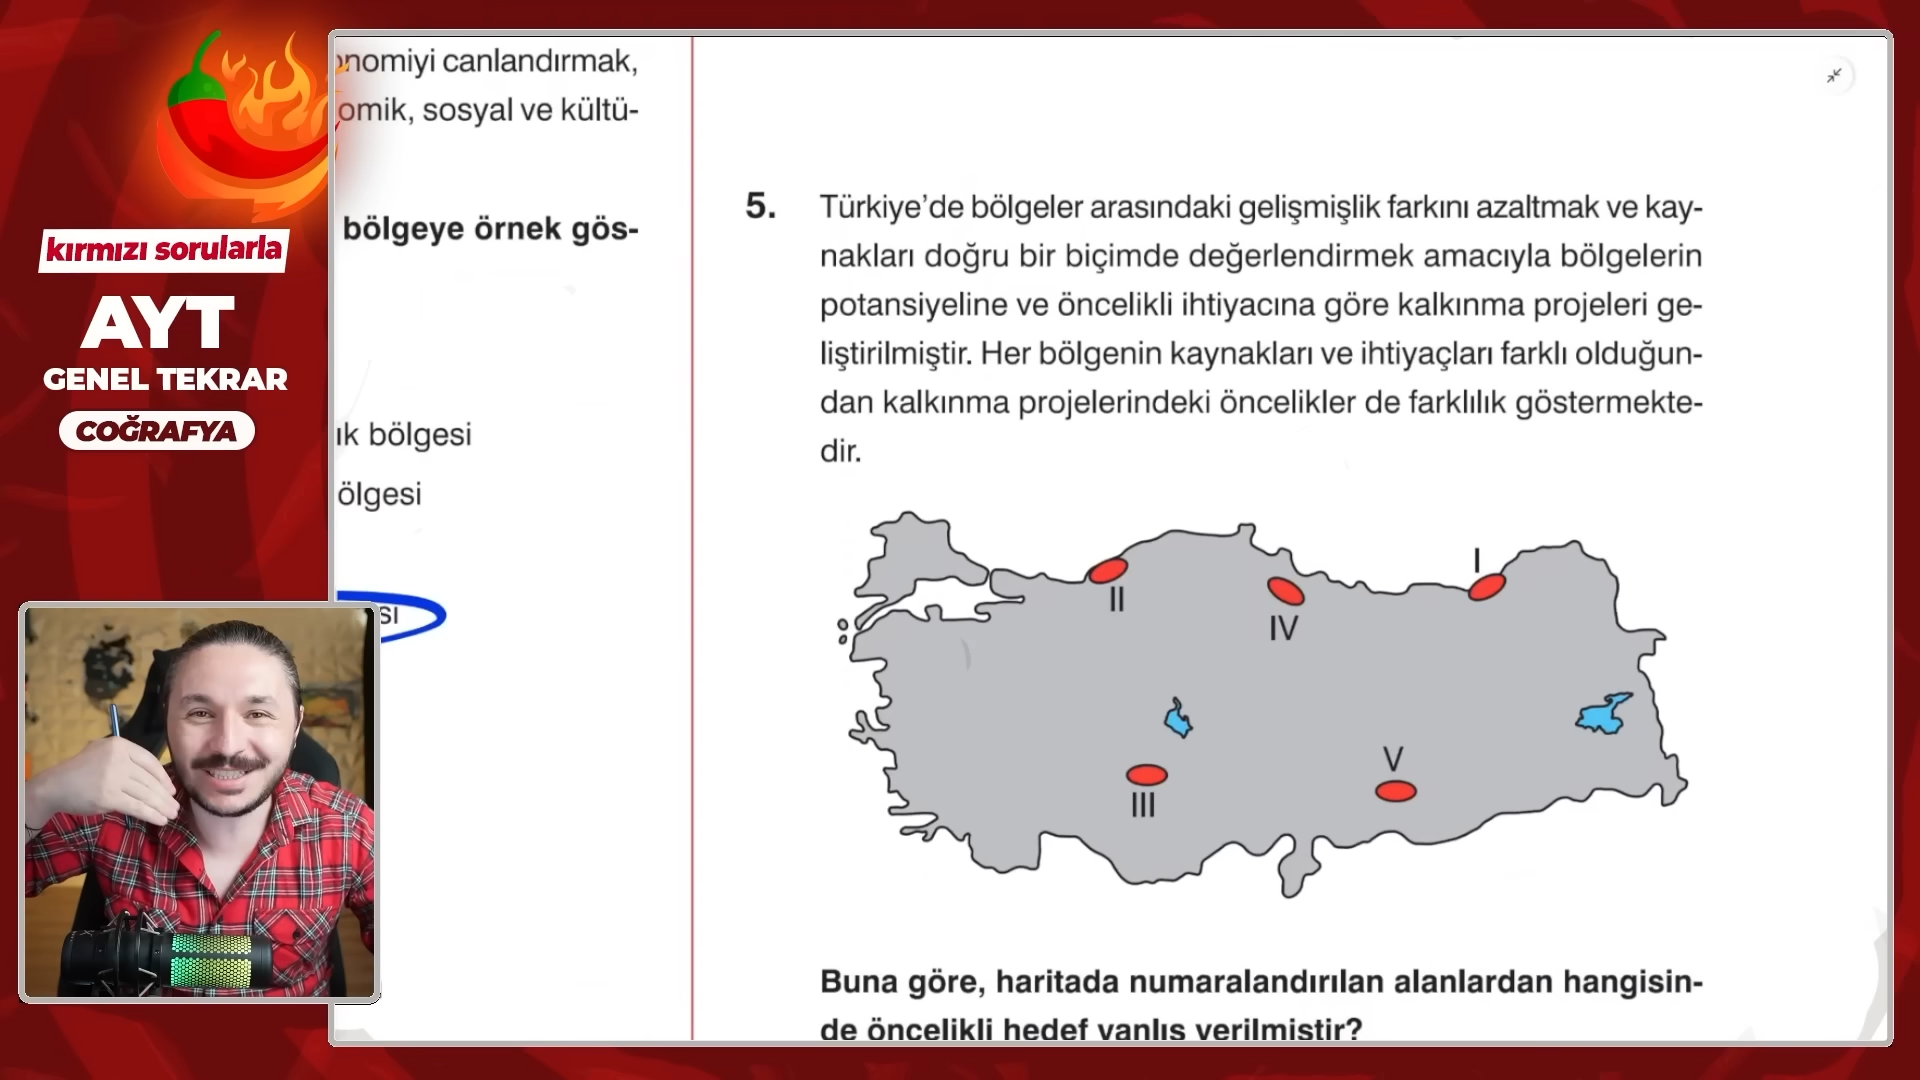 kırmızı sorularla
AYT
GENEL TEKRAR
COĞRAFYA
onomiyi canlandırmak,
omik, sosyal ve kültü-
bölgeye örnek gös-
ık bölgesi
ölgesi
sı
5. Türkiye'de bölgeler arasındaki gelişmişlik farkını azaltmak ve kay-
nakları doğru bir biçimde değerlendirmek amacıyla bölgelerin
potansiyeline ve öncelikli ihtiyacına göre kalkınma projeleri ge-
liştirilmiştir. Her bölgenin kaynakları ve ihtiyaçları farklı olduğun-
dan kalkınma projelerindeki öncelikler de farklılık göstermekte-
dir.
I
II
IV
V
III
Buna göre, haritada numaralandırılan alanlardan hangisin-
de öncelikli hedef yanlış verilmiştir?